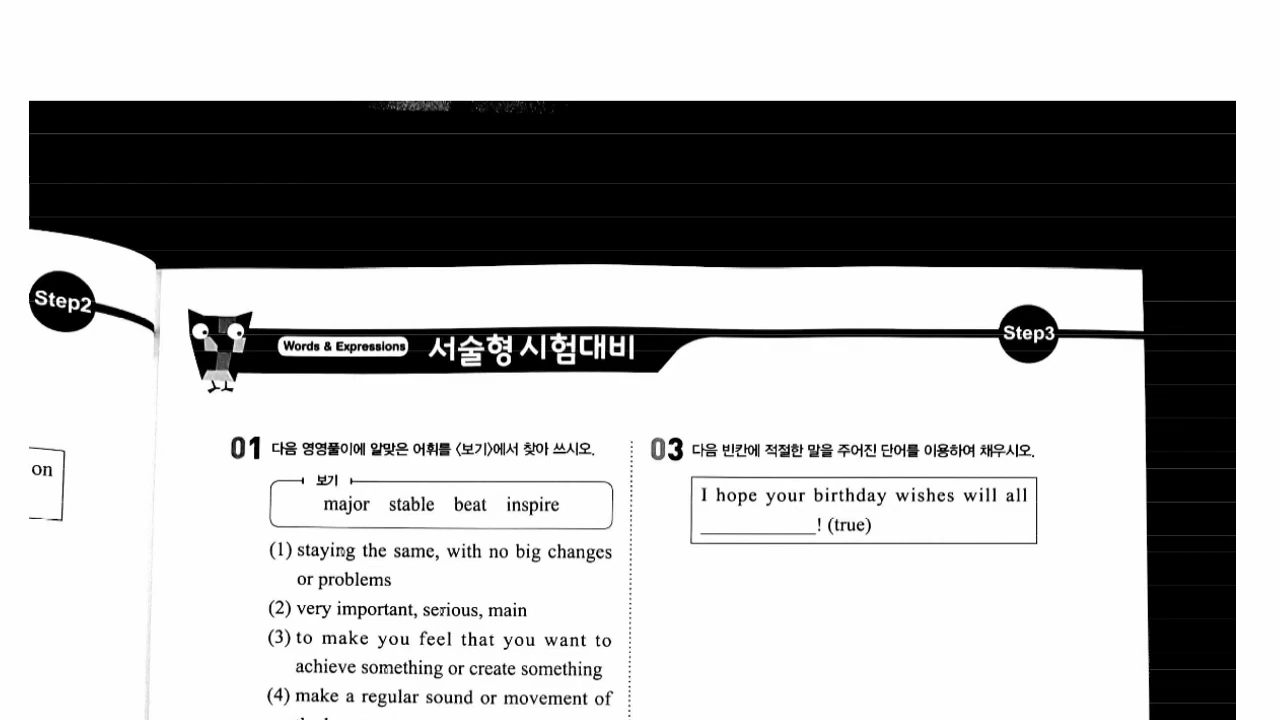 Step2
on
Words & Expressions 서술형 시험대비
Step3
01 다음 영영풀이에 알맞은 어휘를 <보기>에서 찾아 쓰시오.
보기
major stable beat inspire
(1) staying the same, with no big changes
or problems
(2) very important, serious, main
(3) to make you feel that you want to
achieve something or create something
(4) make a regular sound or movement of
03 다음 빈칸에 적절한 말을 주어진 단어를 이용하여 채우시오.
I hope your birthday wishes will all
____________! (true)